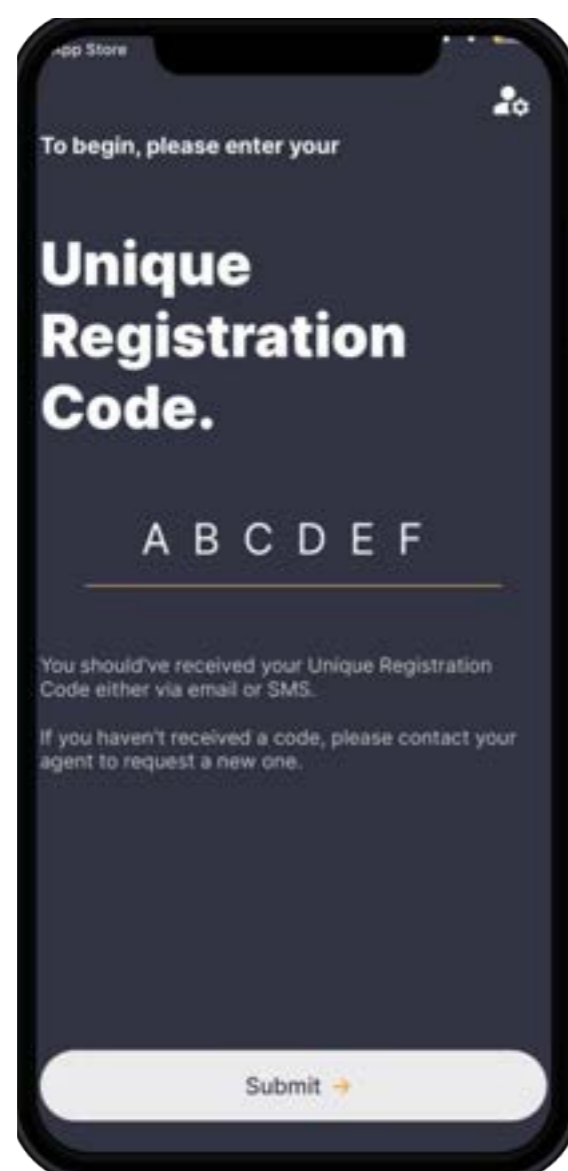 App Store
To begin, please enter your
Unique
Registration
Code.
A B C D E F
You should've received your Unique Registration
Code either via email or SMS.
If you haven't received a code, please contact your
agent to request a new one.
Submit →